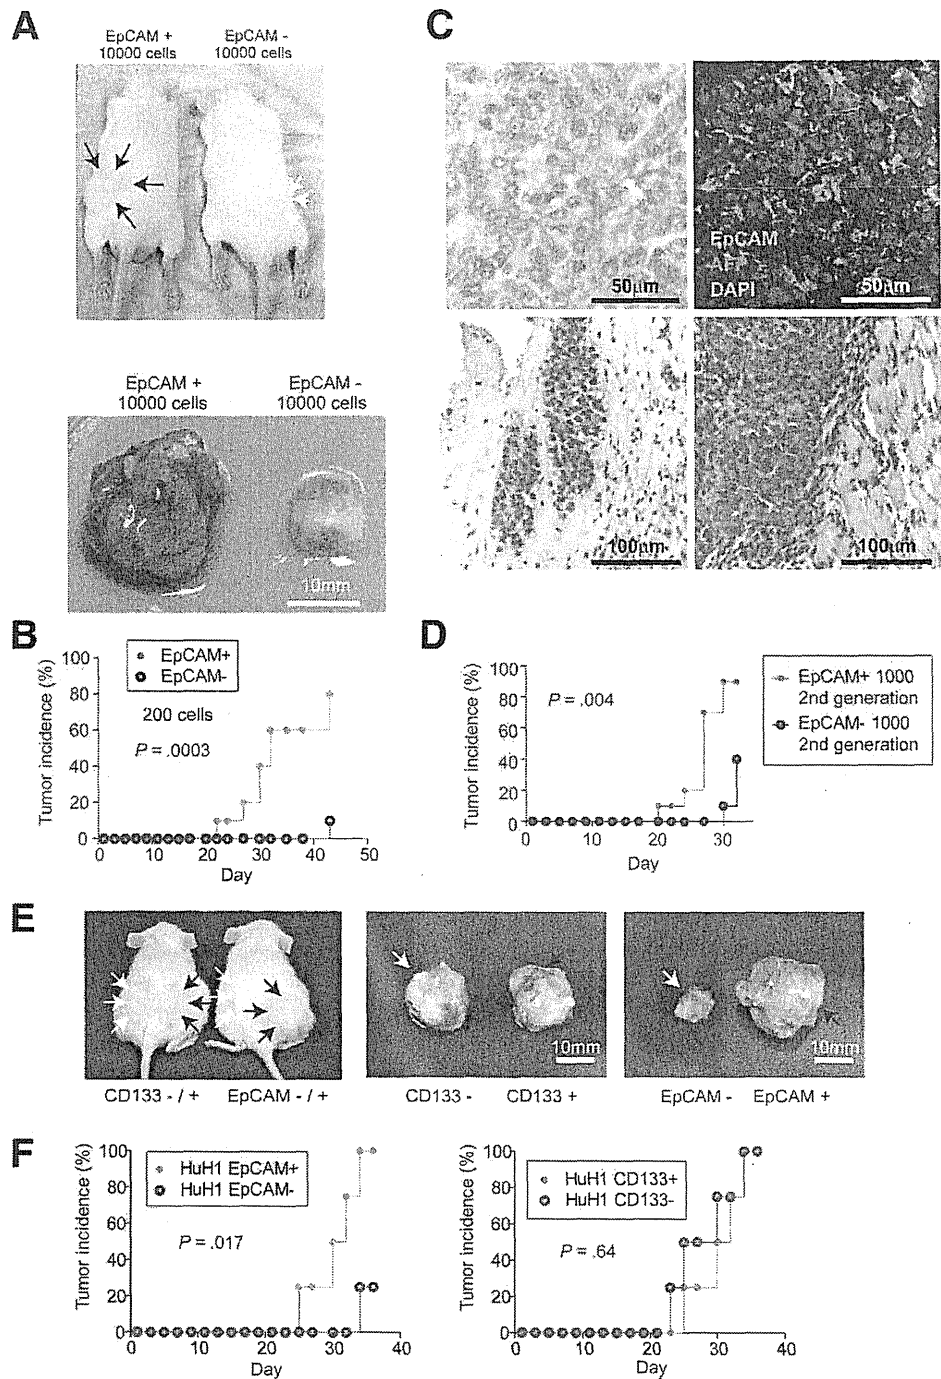 A
EpCAM +
10000 cells
EpCAM -
10000 cells
EpCAM +
10000 cells
EpCAM -
10000 cells
10mm
C
EpCAM
AFP
DAPI
50μm
50μm
100μm
100μm
B
Tumor incidence (%)
100
80
60
40
20
0
EpCAM+
EpCAM-
200 cells
P = .0003
0
10
20
30
40
50
Day
D
Tumor incidence (%)
100
80
60
40
20
0
P = .004
EpCAM+ 1000
2nd generation
EpCAM- 1000
2nd generation
0
10
20
30
Day
E
CD133 - / +
EpCAM - / +
10mm
CD133 -
CD133 +
10mm
EpCAM -
EpCAM +
F
Tumor incidence (%)
100
80
60
40
20
0
HuH1 EpCAM+
HuH1 EpCAM-
P = .017
0
10
20
30
40
Day
Tumor incidence (%)
100
80
60
40
20
0
HuH1 CD133+
HuH1 CD133-
P = .64
0
10
20
30
40
Day